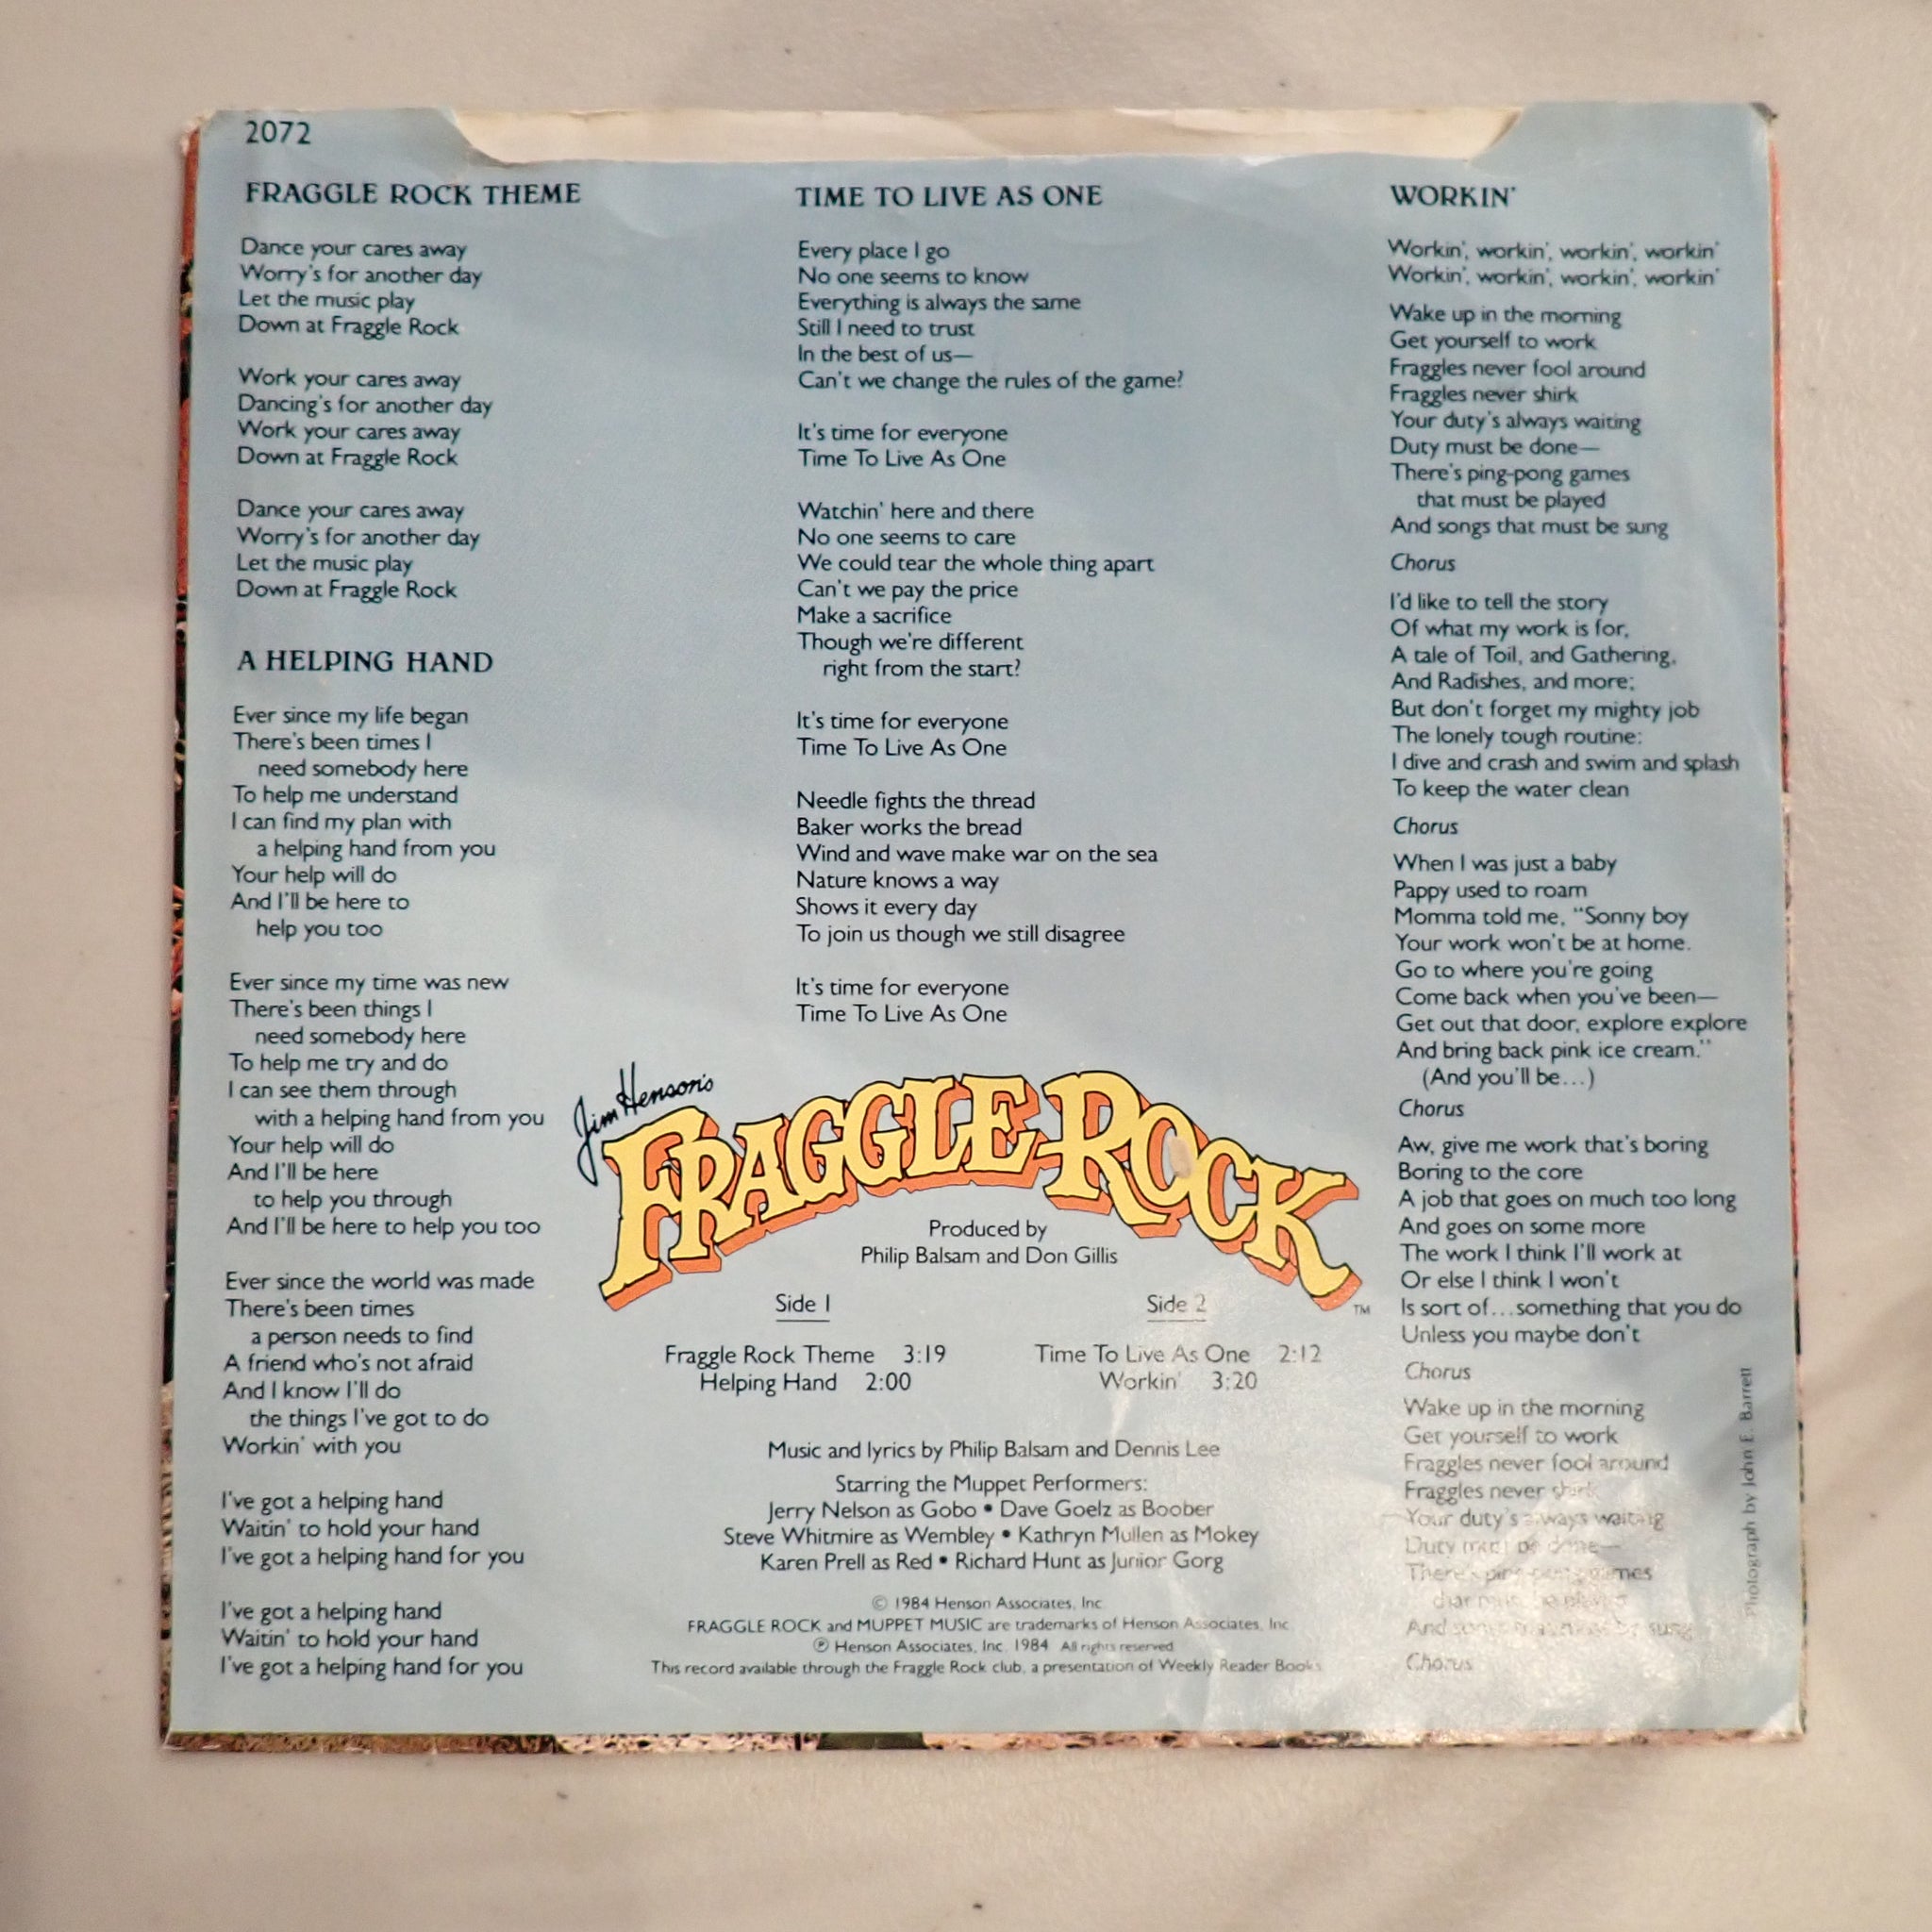 2072
FRAGGLE ROCK THEME
Dance your cares away
Worry's for another day
Let the music play
Down at Fraggle Rock
Work your cares away
Dancing's for another day
Work your cares away
Down at Fraggle Rock
Dance your cares away
Worry's for another day
Let the music play
Down at Fraggle Rock
A HELPING HAND
Ever since my life began
There's been times I
need somebody here
To help me understand
I can find my plan with
a helping hand from you
Your help will do
And I'll be here to
help you too
Ever since my time was new
There's been things I
need somebody here
To help me try and do
I can see them through
with a helping hand from you
Your help will do
And I'll be here
to help you through
And I'll be here to help you too
Ever since the world was made
There's been times
a person needs to find
A friend who's not afraid
And I know I'll do
the things I've got to do
Workin' with you
I've got a helping hand
Waitin' to hold your hand
I've got a helping hand for you
I've got a helping hand
Waitin' to hold your hand
I've got a helping hand for you
TIME TO LIVE AS ONE
Every place I go
No one seems to know
Everything is always the same
Still I need to trust
In the best of us—
Can't we change the rules of the game?
It's time for everyone
Time To Live As One
Watchin' here and there
No one seems to care
We could tear the whole thing apart
Can't we pay the price
Make a sacrifice
Though we're different
right from the start?
It's time for everyone
Time To Live As One
Needle fights the thread
Baker works the bread
Wind and wave make war on the sea
Nature knows a way
Shows it every day
To join us though we still disagree
It's time for everyone
Time To Live As One
Jim Henson's
FRAGGLE ROCK
TM
Produced by
Philip Balsam and Don Gillis
Side 1
Fraggle Rock Theme 3:19
Helping Hand 2:00
Side 2
Time To Live As One 2:12
Workin' 3:20
Music and lyrics by Philip Balsam and Dennis Lee
Starring the Muppet Performers:
Jerry Nelson as Gobo • Dave Goelz as Boober
Steve Whitmire as Wembley • Kathryn Mullen as Mokey
Karen Prell as Red • Richard Hunt as Junior Gorg
© 1984 Henson Associates, Inc.
FRAGGLE ROCK and MUPPET MUSIC are trademarks of Henson Associates, Inc.
℗ Henson Associates, Inc. 1984 All rights reserved
This record available through the Fraggle Rock club, a presentation of Weekly Reader Books
WORKIN'
Workin', workin', workin', workin'
Workin', workin', workin', workin'
Wake up in the morning
Get yourself to work
Fraggles never fool around
Fraggles never shirk
Your duty's always waiting
Duty must be done—
There's ping-pong games
that must be played
And songs that must be sung
Chorus
I'd like to tell the story
Of what my work is for,
A tale of Toil, and Gathering,
And Radishes, and more;
But don't forget my mighty job
The lonely tough routine:
I dive and crash and swim and splash
To keep the water clean
Chorus
When I was just a baby
Pappy used to roam
Momma told me, "Sonny boy
Your work won't be at home.
Go to where you're going
Come back when you've been—
Get out that door, explore explore
And bring back pink ice cream."
(And you'll be...)
Chorus
Aw, give me work that's boring
Boring to the core
A job that goes on much too long
And goes on some more
The work I think I'll work at
Or else I think I won't
Is sort of...something that you do
Unless you maybe don't
Chorus
Wake up in the morning
Get yourself to work
Fraggles never fool around
Fraggles never shirk
Your duty's always waiting
Duty must be done—
There's ping-pong games
that must be played
And songs that must be sung
Chorus
Photograph by John E. Barrett